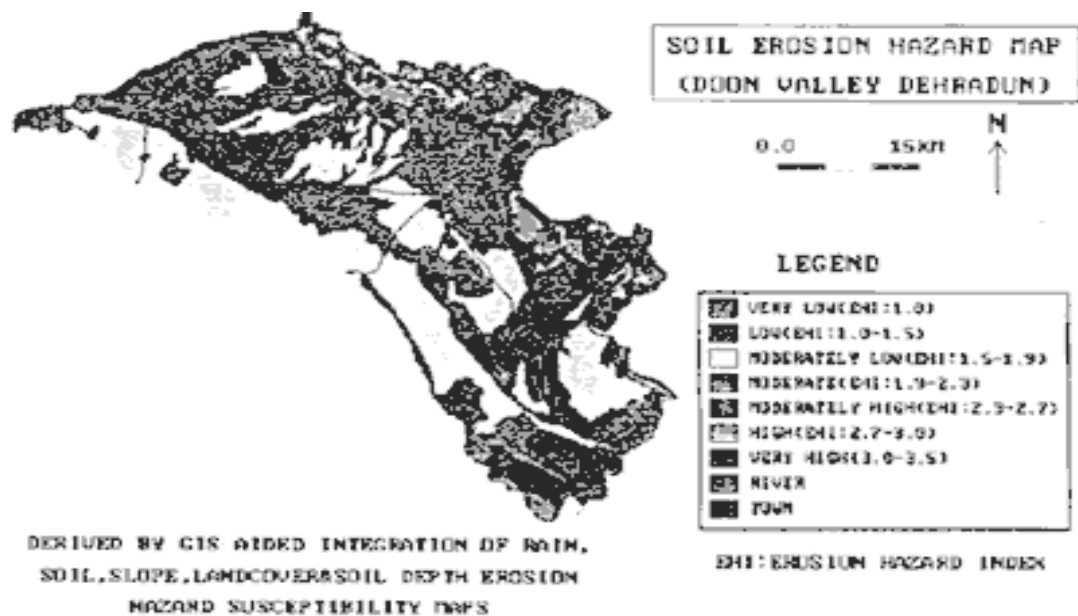 SOIL EROSION HAZARD MAP
(DOON VALLEY DEHRADUN)
N
0.0 15KM
LEGEND
VERY LOW(EHI:1.0)
LOW(EHI:1.0-1.5)
MODERATELY LOW(EHI:1.5-1.9)
MODERATE(EHI:1.9-2.3)
MODERATELY HIGH(EHI:2.3-2.7)
HIGH(EHI:2.7-3.0)
VERY HIGH(3.0-3.5)
RIVER
TOWN
EHI:EROSION HAZARD INDEX
DERIVED BY GIS AIDED INTEGRATION OF RAIN,
SOIL,SLOPE,LANDCOVER&SOIL DEPTH EROSION
HAZARD SUSCEPTIBILITY MAPS